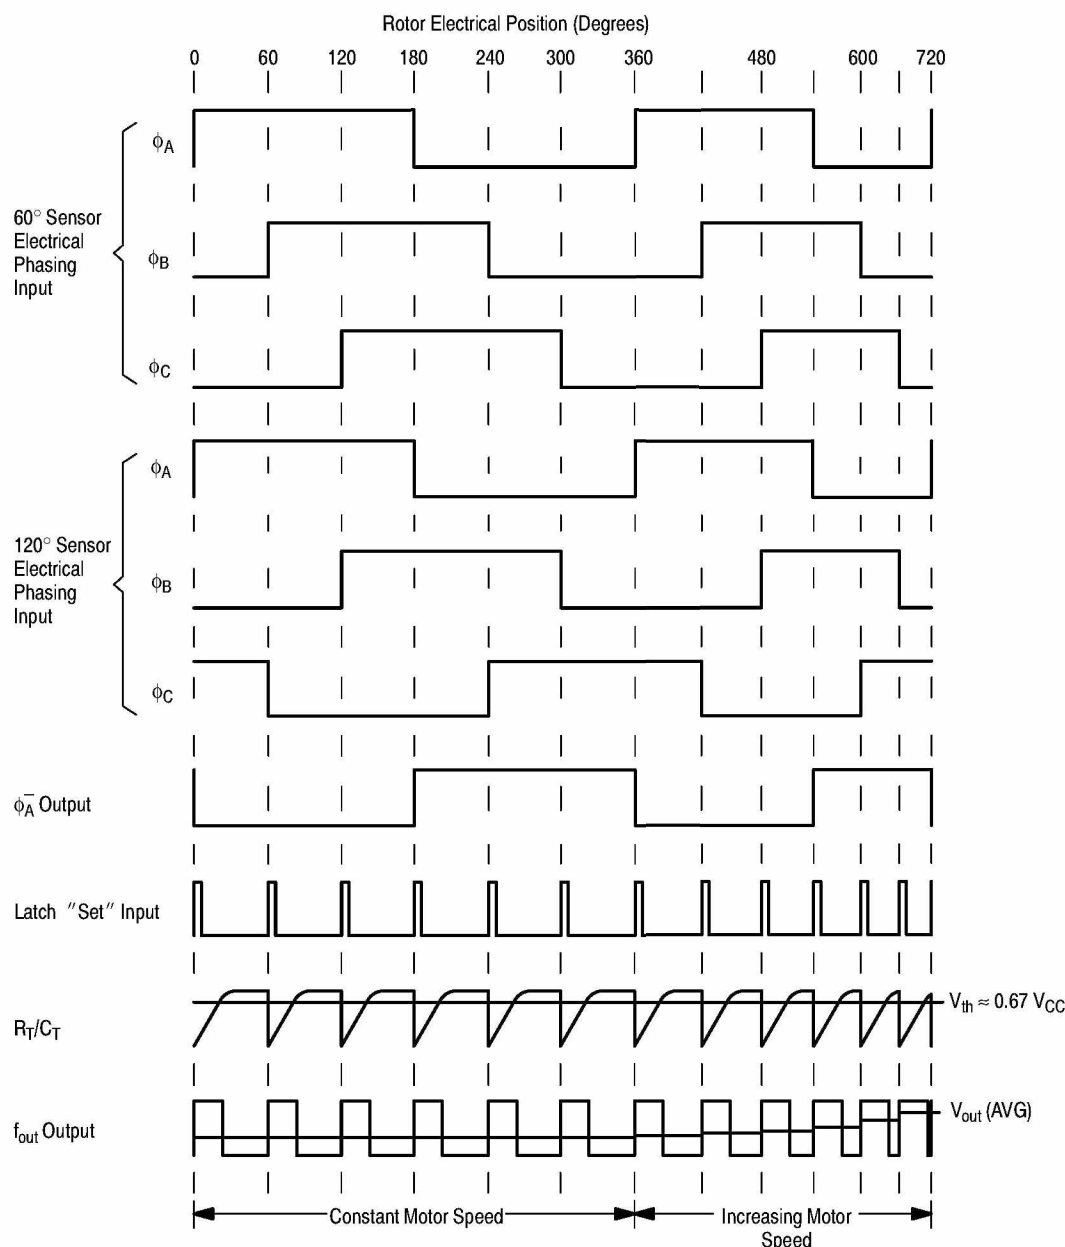 Rotor Electrical Position (Degrees)
0 60 120 180 240 300 360 480 600 720
ϕA
60° Sensor
Electrical
Phasing
Input
ϕB
ϕC
ϕA
120° Sensor
Electrical
Phasing
Input
ϕB
ϕC
ϕA̅ Output
Latch ″Set″ Input
Vth ≈ 0.67 VCC
RT/CT
Vout (AVG)
fout Output
Constant Motor Speed
Increasing Motor
Speed